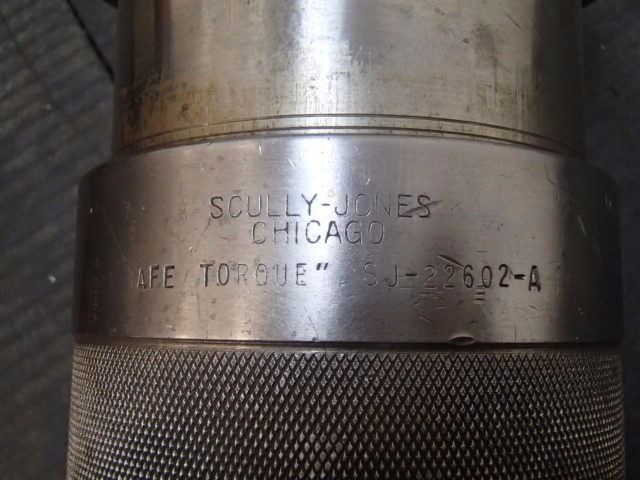 SCULLY-JONES
CHICAGO
AFE TORQUE" SJ-22602-A